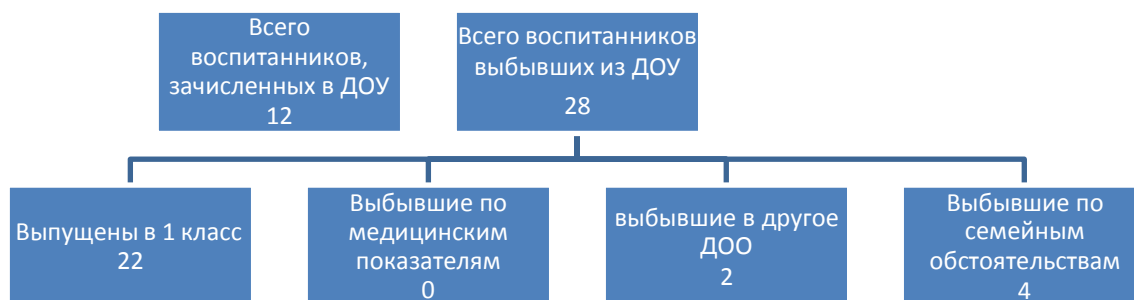 Всего
воспитанников,
зачисленных в ДОУ
12
Всего воспитанников
выбывших из ДОУ
28
Выпущены в 1 класс
22
Выбывшие по
медицинским
показателям
0
выбывшие в другое
ДОО
2
Выбывшие по
семейным
обстоятельствам
4